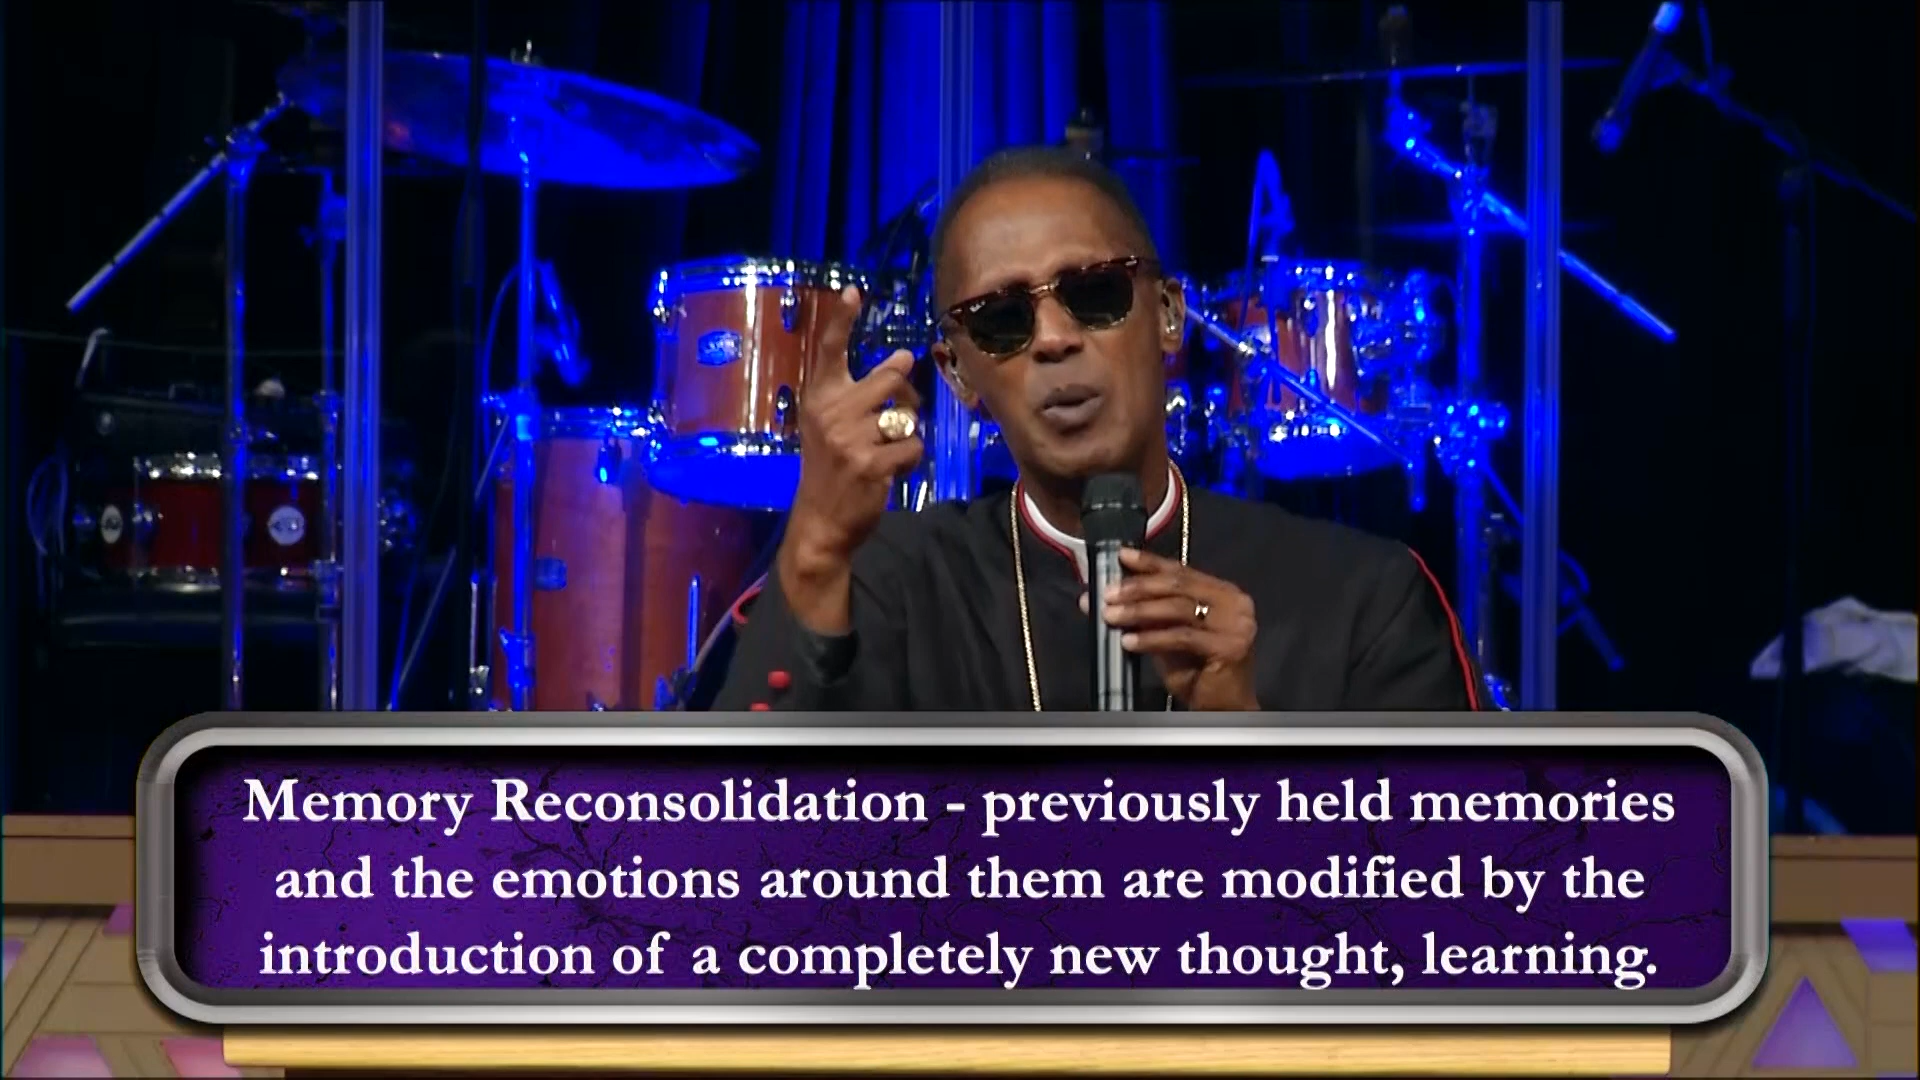 Memory Reconsolidation - previously held memories
and the emotions around them are modified by the
introduction of a completely new thought, learning.